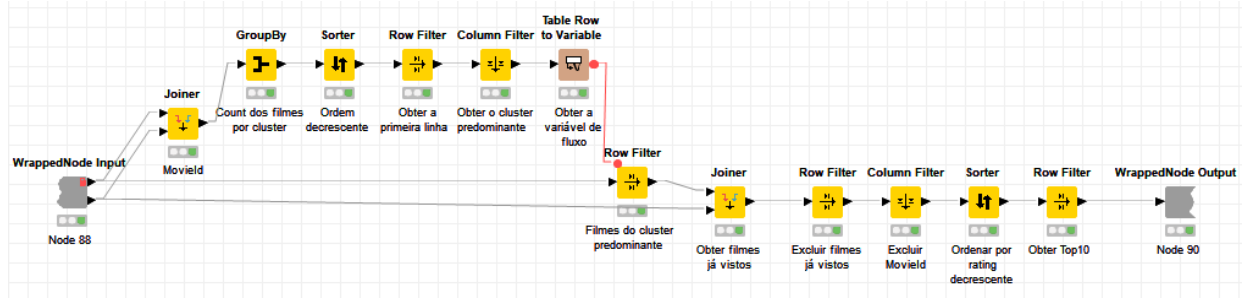 GroupBy
Count dos filmes
por cluster
Sorter
Ordem
decrescente
Row Filter
Obter a
primeira linha
Column Filter
Obter o cluster
predominante
Table Row
to Variable
Obter a
variável de
fluxo
Joiner
MovieId
WrappedNode Input
Node 88
Row Filter
Filmes do cluster
predominante
Joiner
Obter filmes
já vistos
Row Filter
Excluir filmes
já vistos
Column Filter
Excluir
MovieId
Sorter
Ordenar por
rating
decrescente
Row Filter
Obter Top10
WrappedNode Output
Node 90